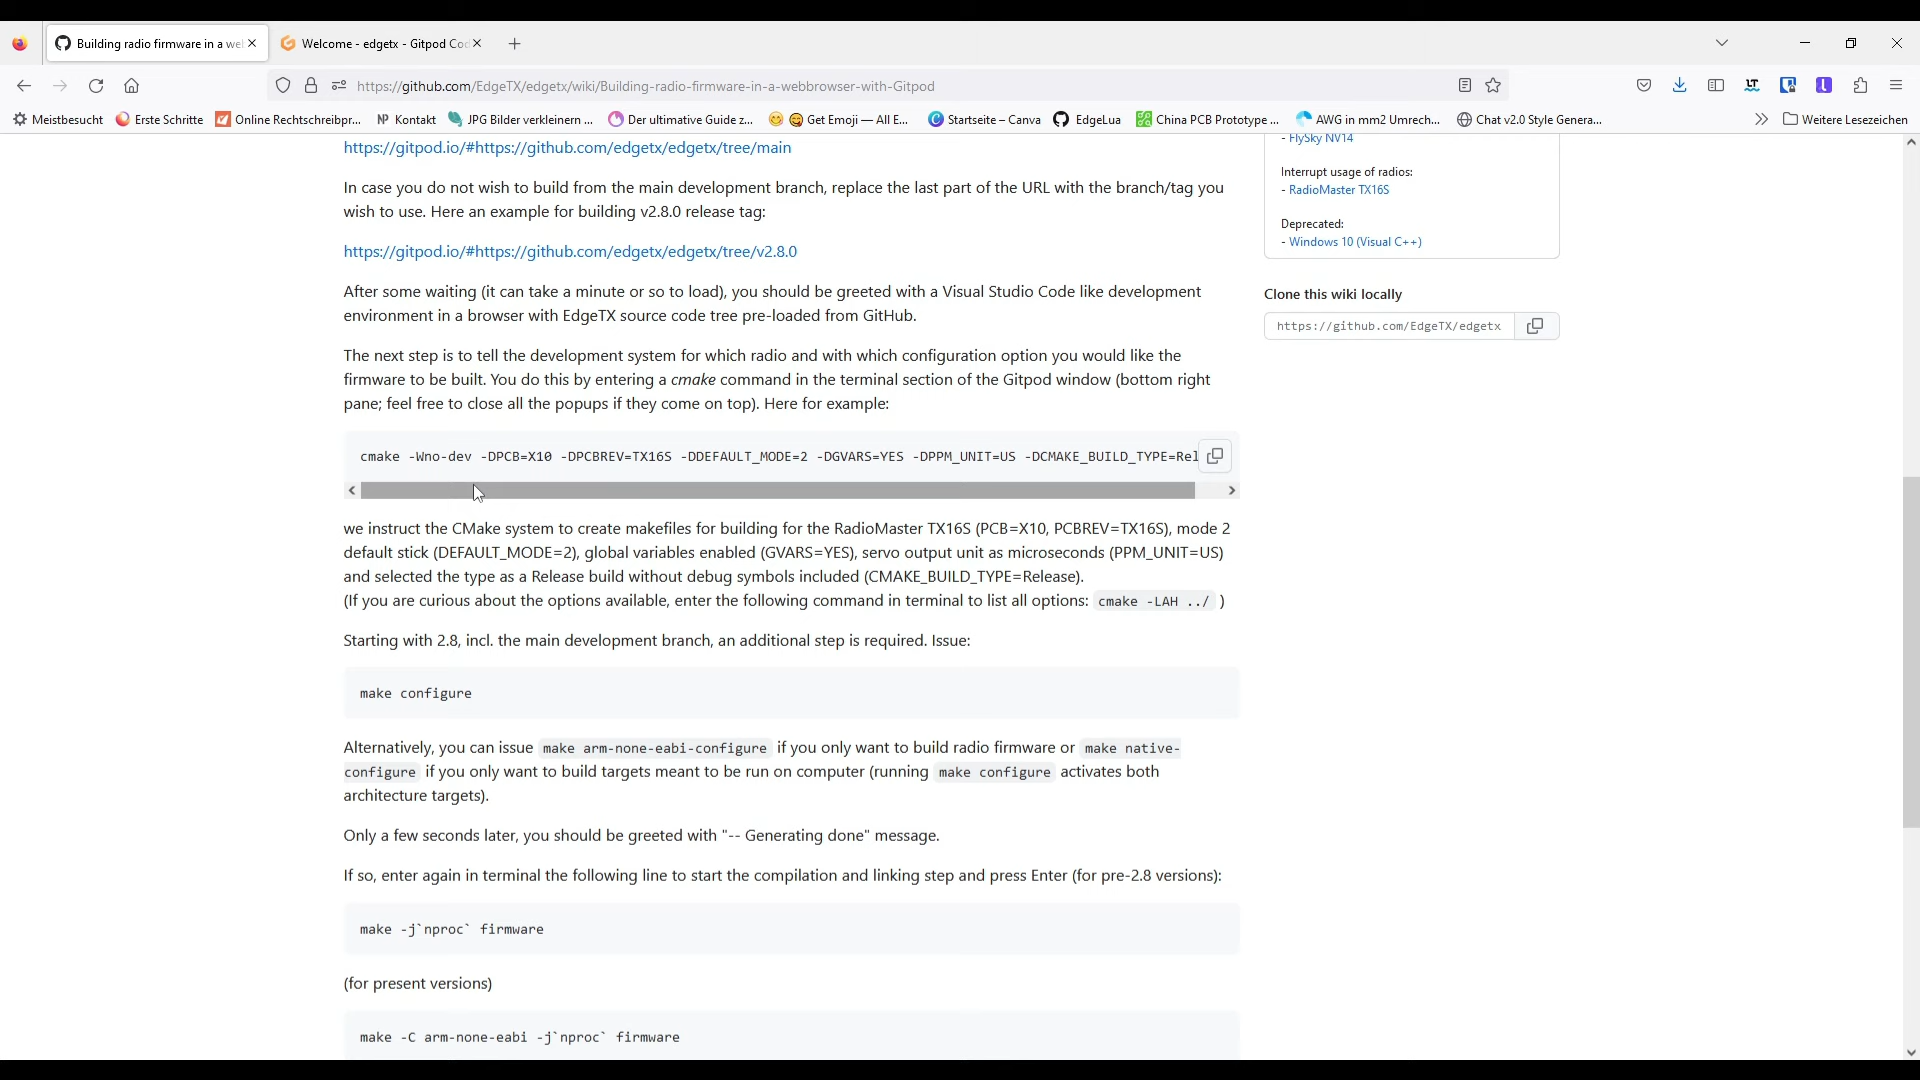 Building radio firmware in a we
Welcome - edgetx - Gitpod Co
https://github.com/EdgeTX/edgetx/wiki/Building-radio-firmware-in-a-webbrowser-with-Gitpod
Meistbesucht
Erste Schritte
Online Rechtschreibpr...
Kontakt
JPG Bilder verkleinern ...
Der ultimative Guide z...
Get Emoji — All E...
Startseite – Canva
EdgeLua
China PCB Prototype ...
AWG in mm2 Umrech...
Chat v2.0 Style Genera...
Weitere Lesezeichen
https://gitpod.io/#https://github.com/edgetx/edgetx/tree/main
In case you do not wish to build from the main development branch, replace the last part of the URL with the branch/tag you
wish to use. Here an example for building v2.8.0 release tag:
https://gitpod.io/#https://github.com/edgetx/edgetx/tree/v2.8.0
After some waiting (it can take a minute or so to load), you should be greeted with a Visual Studio Code like development
environment in a browser with EdgeTX source code tree pre-loaded from GitHub.
The next step is to tell the development system for which radio and with which configuration option you would like the
firmware to be built. You do this by entering a cmake command in the terminal section of the Gitpod window (bottom right
pane; feel free to close all the popups if they come on top). Here for example:
cmake -Wno-dev -DPCB=X10 -DPCBREV=TX16S -DDEFAULT_MODE=2 -DGVARS=YES -DPPM_UNIT=US -DCMAKE_BUILD_TYPE=Rel
we instruct the CMake system to create makefiles for building for the RadioMaster TX16S (PCB=X10, PCBREV=TX16S), mode 2
default stick (DEFAULT_MODE=2), global variables enabled (GVARS=YES), servo output unit as microseconds (PPM_UNIT=US)
and selected the type as a Release build without debug symbols included (CMAKE_BUILD_TYPE=Release).
(If you are curious about the options available, enter the following command in terminal to list all options: cmake -LAH ../ )
Starting with 2.8, incl. the main development branch, an additional step is required. Issue:
make configure
Alternatively, you can issue make arm-none-eabi-configure if you only want to build radio firmware or make native-
configure if you only want to build targets meant to be run on computer (running make configure activates both
architecture targets).
Only a few seconds later, you should be greeted with "-- Generating done" message.
If so, enter again in terminal the following line to start the compilation and linking step and press Enter (for pre-2.8 versions):
make -j`nproc` firmware
(for present versions)
make -C arm-none-eabi -j`nproc` firmware
- FlySky NV14
Interrupt usage of radios:
- RadioMaster TX16S
Deprecated:
- Windows 10 (Visual C++)
Clone this wiki locally
https://github.com/EdgeTX/edgetx